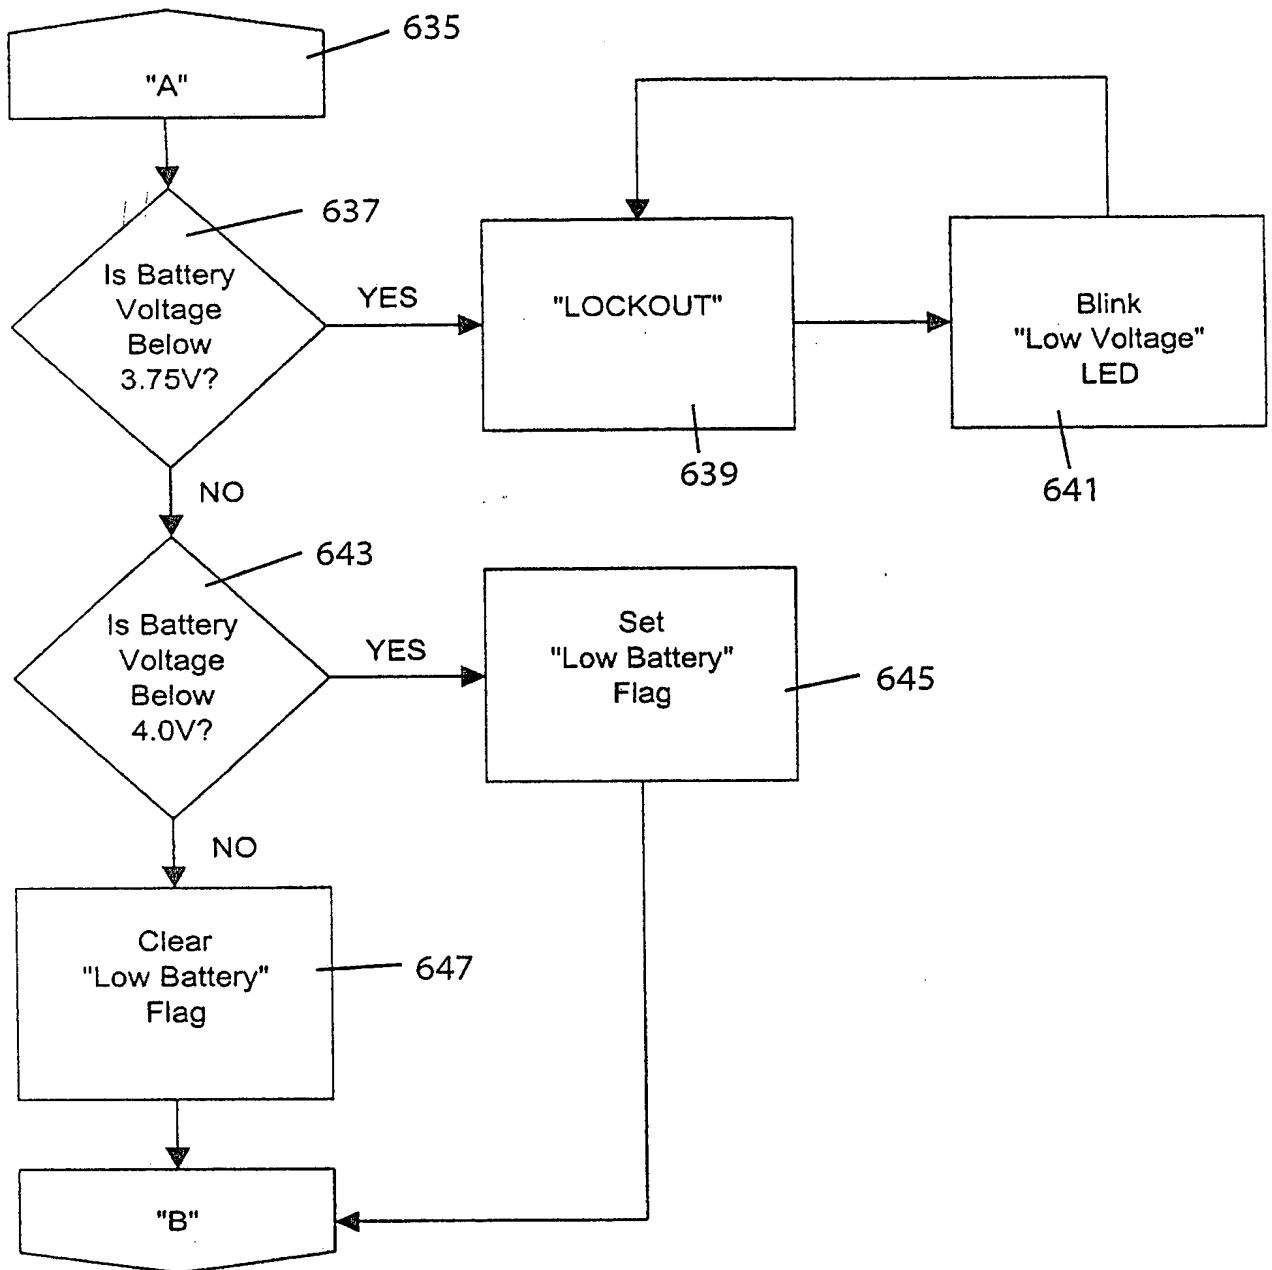 635
"A"
637
Is Battery
Voltage
Below
3.75V?
YES
"LOCKOUT"
639
Blink
"Low Voltage"
LED
641
NO
643
Is Battery
Voltage
Below
4.0V?
YES
Set
"Low Battery"
Flag
645
NO
Clear
"Low Battery"
Flag
647
"B"